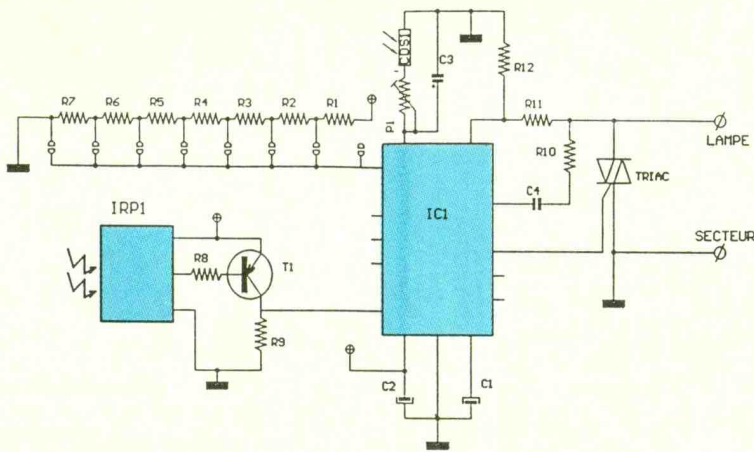 CDS1
C3
R12
R7 R6 R5 R4 R3 R2 R1
P1
R11
LAMPE
R10
TRIAC
C4
IRP1
IC1
SECTEUR
R8
T1
R9
C2
C1